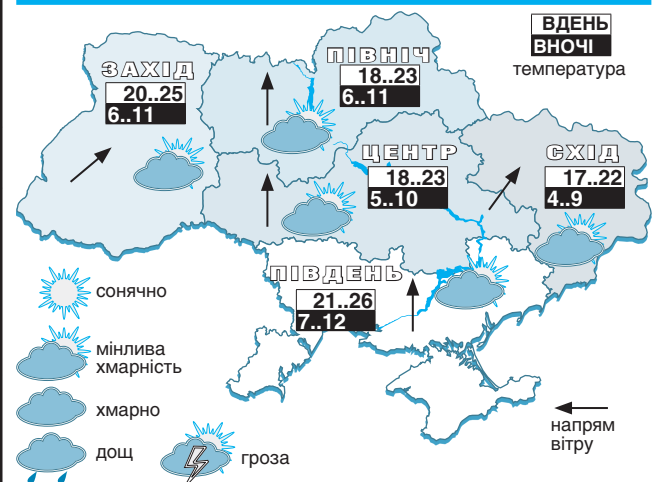 ВДЕНЬ
ВНОЧІ
температура
ПІВНІЧ
18..23
6..11
ЗАХІД
20..25
6..11
ЦЕНТР
18..23
5..10
СХІД
17..22
4..9
ПІВДЕНЬ
21..26
7..12
сонячно
мінлива
хмарність
хмарно
дощ
гроза
напрям
вітру